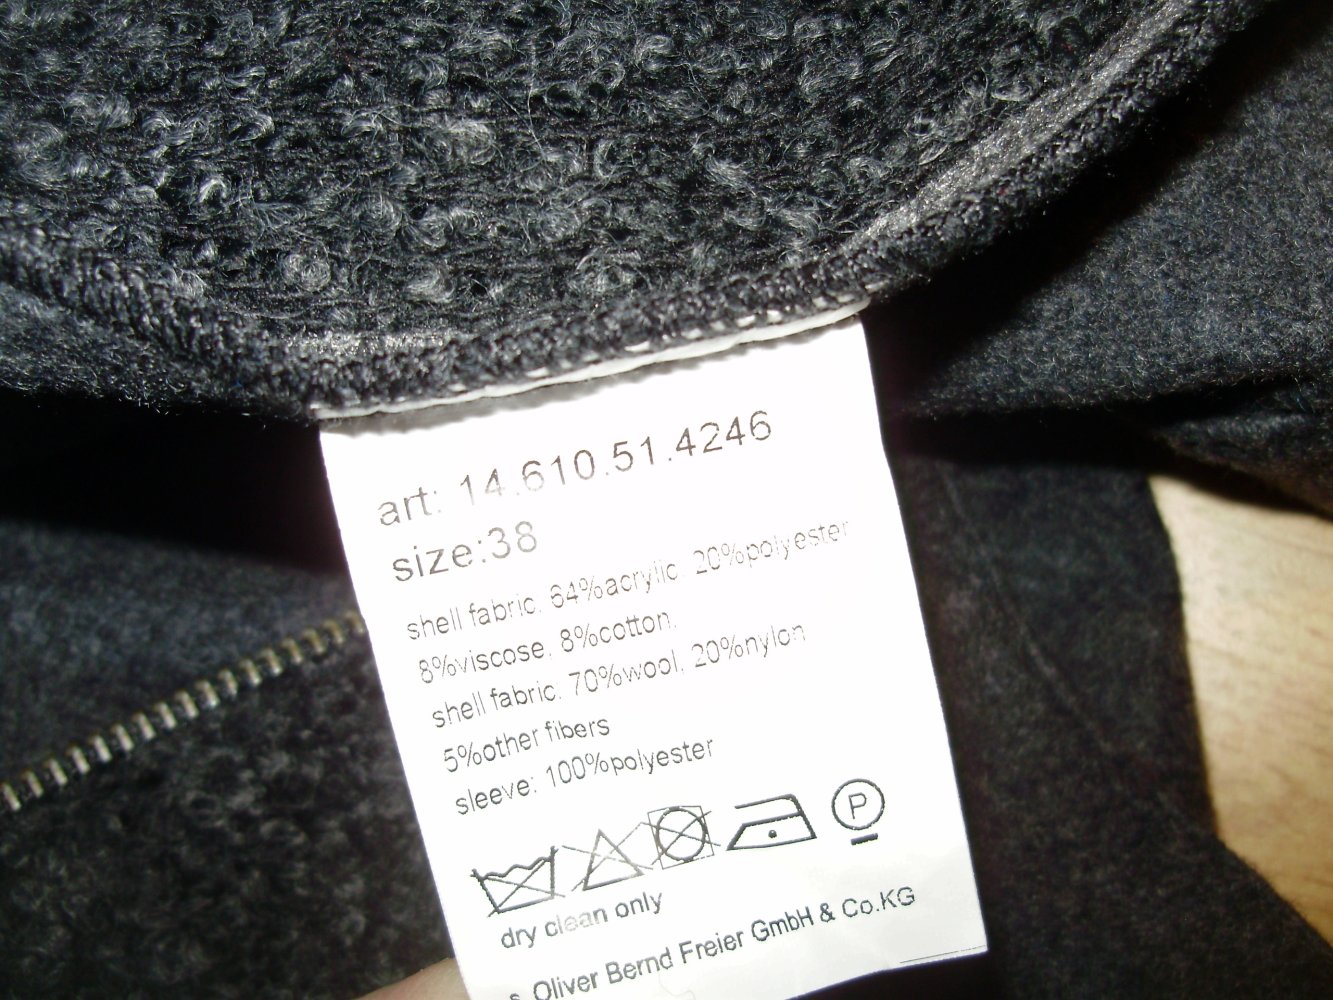 art: 14.610.51.4246
size:38
shell fabric: 64%acrylic, 20%polyester
8%viscose, 8%cotton,
shell fabric: 70%wool, 20%nylon
5%other fibers
sleeve: 100%polyester
P
dry clean only
s. Oliver Bernd Freier GmbH & Co.KG